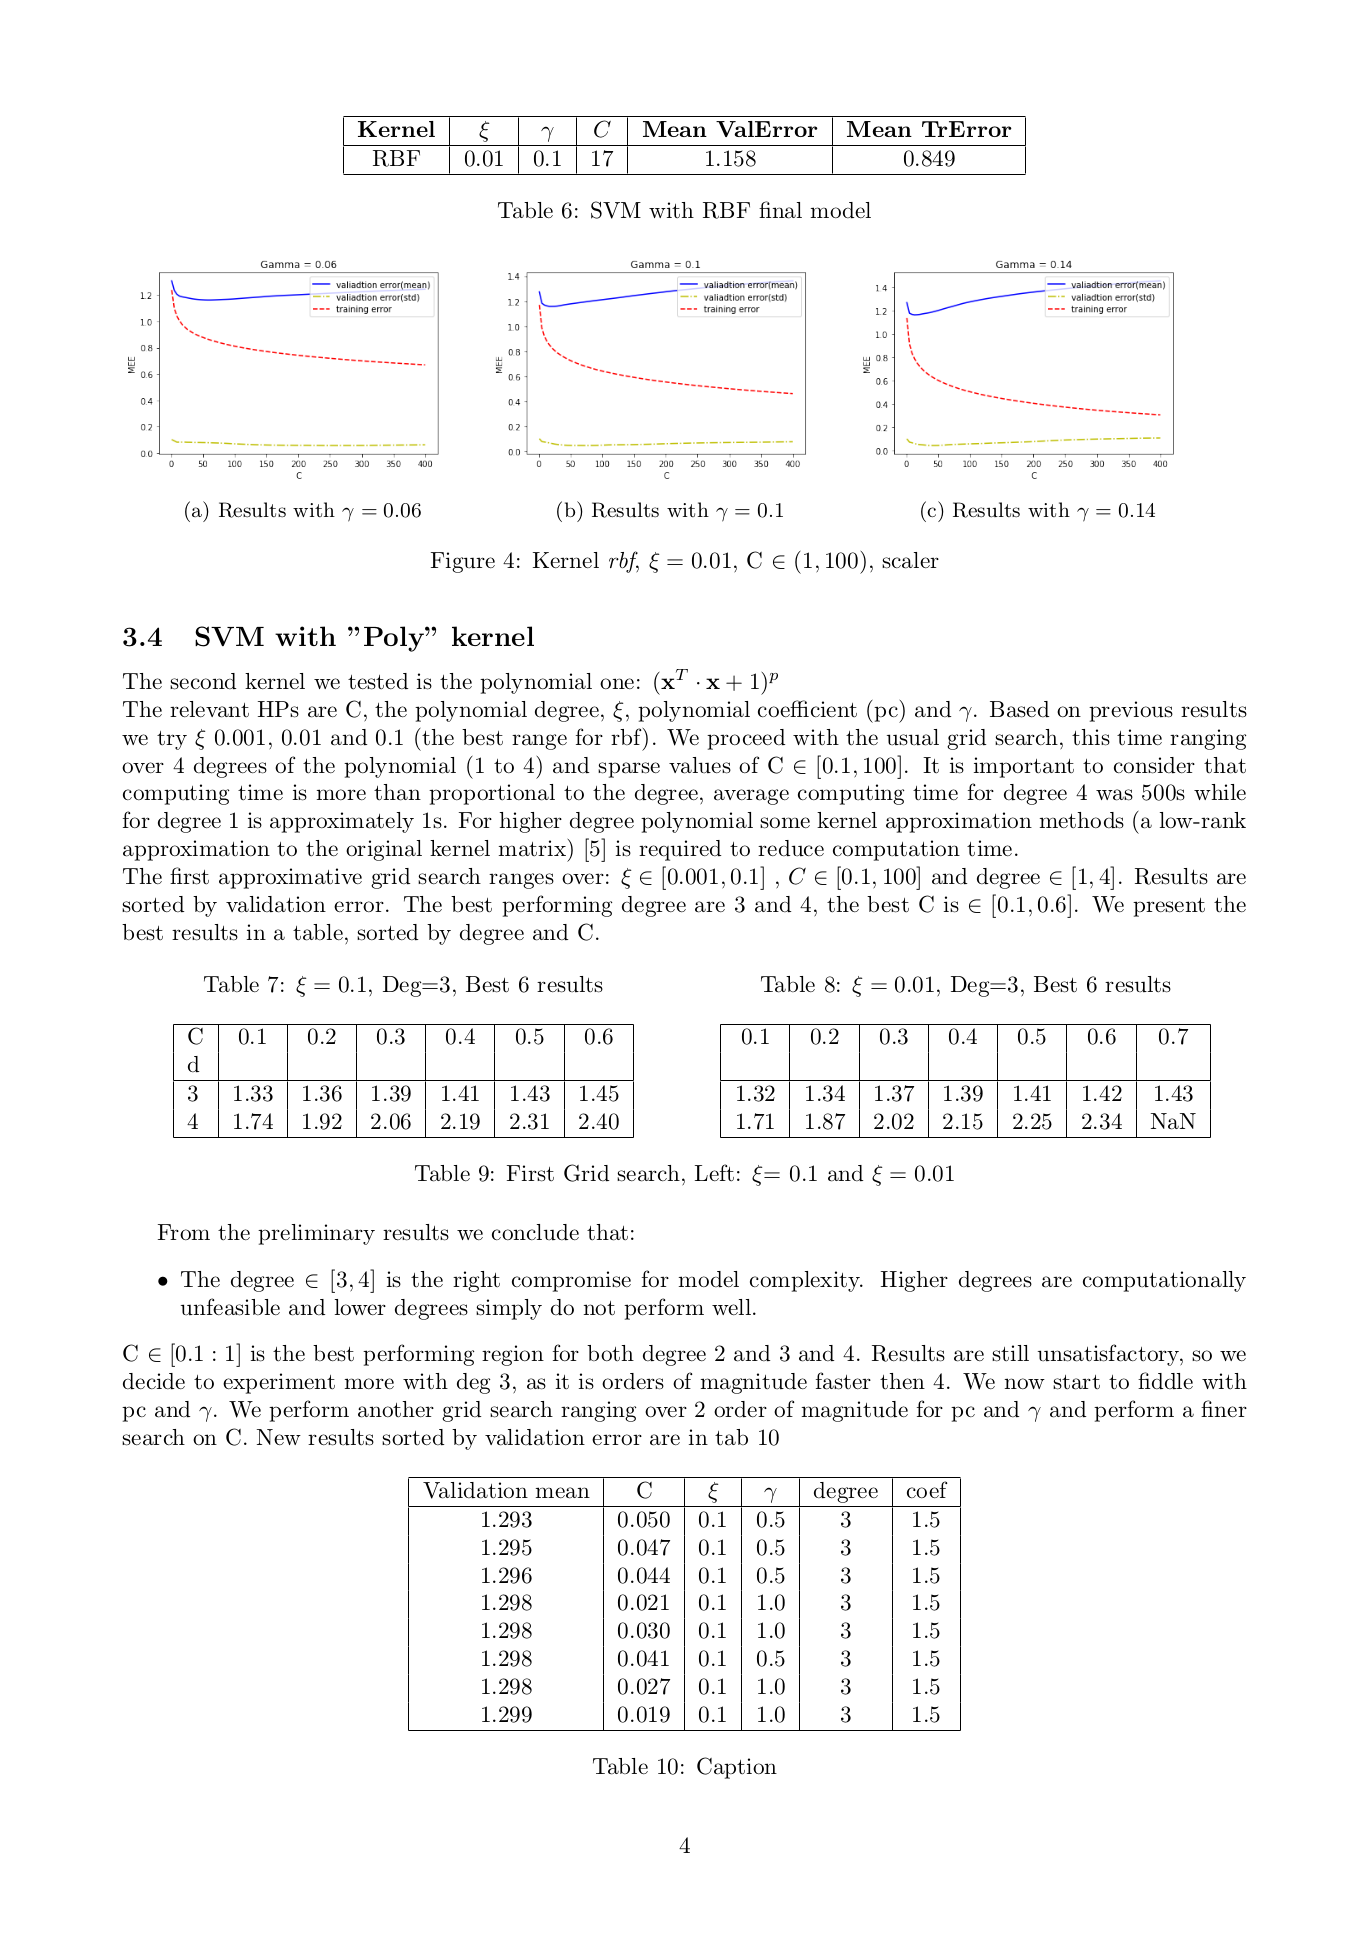 Kernel ξ γ C Mean ValError Mean TrError
RBF 0.01 0.1 17 1.158 0.849
Table 6: SVM with RBF final model
Gamma = 0.06
valiadtion error(mean)
valiadtion error(std)
training error
MEE
1.2
1.0
0.8
0.6
0.4
0.2
0.0
0 50 100 150 200 250 300 350 400
C
(a) Results with γ = 0.06
Gamma = 0.1
valiadtion error(mean)
valiadtion error(std)
training error
MEE
1.4
1.2
1.0
0.8
0.6
0.4
0.2
0.0
0 50 100 150 200 250 300 350 400
C
(b) Results with γ = 0.1
Gamma = 0.14
valiadtion error(mean)
valiadtion error(std)
training error
MEE
1.4
1.2
1.0
0.8
0.6
0.4
0.2
0.0
0 50 100 150 200 250 300 350 400
C
(c) Results with γ = 0.14
Figure 4: Kernel rbf, ξ = 0.01, C ∈ (1, 100), scaler
3.4 SVM with ”Poly” kernel
The second kernel we tested is the polynomial one: (x^T · x + 1)^p
The relevant HPs are C, the polynomial degree, ξ, polynomial coefficient (pc) and γ. Based on previous results
we try ξ 0.001, 0.01 and 0.1 (the best range for rbf). We proceed with the usual grid search, this time ranging
over 4 degrees of the polynomial (1 to 4) and sparse values of C ∈ [0.1, 100]. It is important to consider that
computing time is more than proportional to the degree, average computing time for degree 4 was 500s while
for degree 1 is approximately 1s. For higher degree polynomial some kernel approximation methods (a low-rank
approximation to the original kernel matrix) [5] is required to reduce computation time.
The first approximative grid search ranges over: ξ ∈ [0.001, 0.1] , C ∈ [0.1, 100] and degree ∈ [1, 4]. Results are
sorted by validation error. The best performing degree are 3 and 4, the best C is ∈ [0.1, 0.6]. We present the
best results in a table, sorted by degree and C.
Table 7: ξ = 0.1, Deg=3, Best 6 results
C 0.1 0.2 0.3 0.4 0.5 0.6
d
3 1.33 1.36 1.39 1.41 1.43 1.45
4 1.74 1.92 2.06 2.19 2.31 2.40
Table 8: ξ = 0.01, Deg=3, Best 6 results
0.1 0.2 0.3 0.4 0.5 0.6 0.7
1.32 1.34 1.37 1.39 1.41 1.42 1.43
1.71 1.87 2.02 2.15 2.25 2.34 NaN
Table 9: First Grid search, Left: ξ= 0.1 and ξ = 0.01
From the preliminary results we conclude that:
• The degree ∈ [3, 4] is the right compromise for model complexity. Higher degrees are computationally
unfeasible and lower degrees simply do not perform well.
C ∈ [0.1 : 1] is the best performing region for both degree 2 and 3 and 4. Results are still unsatisfactory, so we
decide to experiment more with deg 3, as it is orders of magnitude faster then 4. We now start to fiddle with
pc and γ. We perform another grid search ranging over 2 order of magnitude for pc and γ and perform a finer
search on C. New results sorted by validation error are in tab 10
Validation mean C ξ γ degree coef
1.293 0.050 0.1 0.5 3 1.5
1.295 0.047 0.1 0.5 3 1.5
1.296 0.044 0.1 0.5 3 1.5
1.298 0.021 0.1 1.0 3 1.5
1.298 0.030 0.1 1.0 3 1.5
1.298 0.041 0.1 0.5 3 1.5
1.298 0.027 0.1 1.0 3 1.5
1.299 0.019 0.1 1.0 3 1.5
Table 10: Caption
4